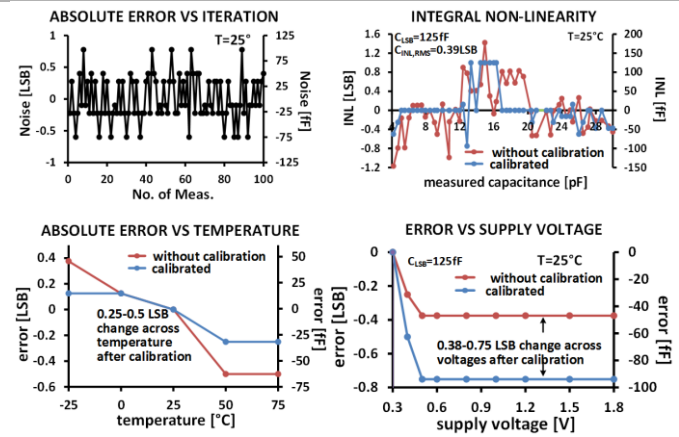 ABSOLUTE ERROR VS ITERATION
T=25°
Noise [LSB]
1
0.5
0
-0.5
-1
125
75
25
-25
-75
-125
Noise [fF]
0 20 40 60 80 100
No. of Meas.
INTEGRAL NON-LINEARITY
C_LSB=125fF
C_INL,RMS=0.39LSB
T=25°C
INL [LSB]
1.6
1.2
0.8
0.4
0
-0.4
-0.8
-1.2
200
150
100
50
0
-50
-100
-150
INL [fF]
4 8 12 16 20 24 28
without calibration
calibrated
measured capacitance [pF]
ABSOLUTE ERROR VS TEMPERATURE
without calibration
calibrated
0.25-0.5 LSB
change across
temperature
after calibration
error [LSB]
0.4
0.2
0
-0.2
-0.4
-0.6
50
25
0
-25
-50
-75
error [fF]
-25 0 25 50 75
temperature [°C]
ERROR VS SUPPLY VOLTAGE
C_LSB=125fF
T=25°C
without calibration
calibrated
0.38-0.75 LSB change across
voltages after calibration
error [LSB]
0
-0.2
-0.4
-0.6
-0.8
0
-20
-40
-60
-80
-100
error [fF]
0.3 0.6 0.9 1.2 1.5 1.8
supply voltage [V]